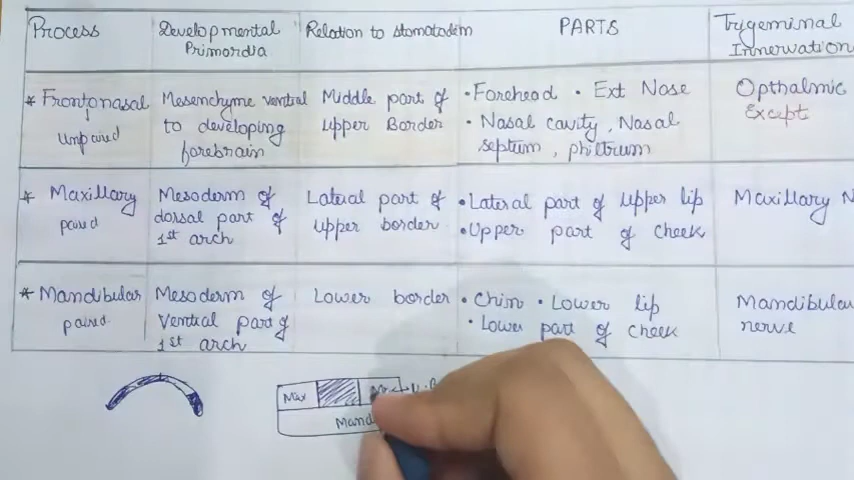 Process
Developmental
Primordia
Relation to stomatodem
PARTS
Trigeminal
Innervation
* Frontonasal
unpaired
Mesenchyme ventral
to developing
forebrain
Middle part of
upper Border
• Forehead • Ext Nose
• Nasal cavity, Nasal
septum, philtrum
Opthalmic
Except
* Maxillary
paired
Mesoderm of
dorsal part of
1st arch
Lateral part of
upper border
• Lateral part of upper lip
• Upper part of cheek
Maxillary N
* Mandibular
paired
Mesoderm of
Ventral part of
1st arch
Lower border
• Chin • Lower lip
• Lower part of cheek
Mandibular
nerve
Max
Mand